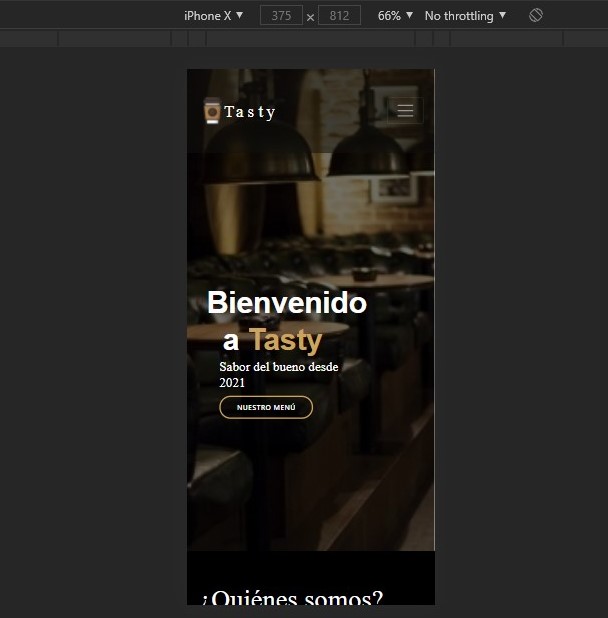 iPhone X ▼ 375 × 812 66% ▼ No throttling ▼
Tasty
Bienvenido
a Tasty
Sabor del bueno desde
2021
NUESTRO MENÚ
¿Quiénes somos?